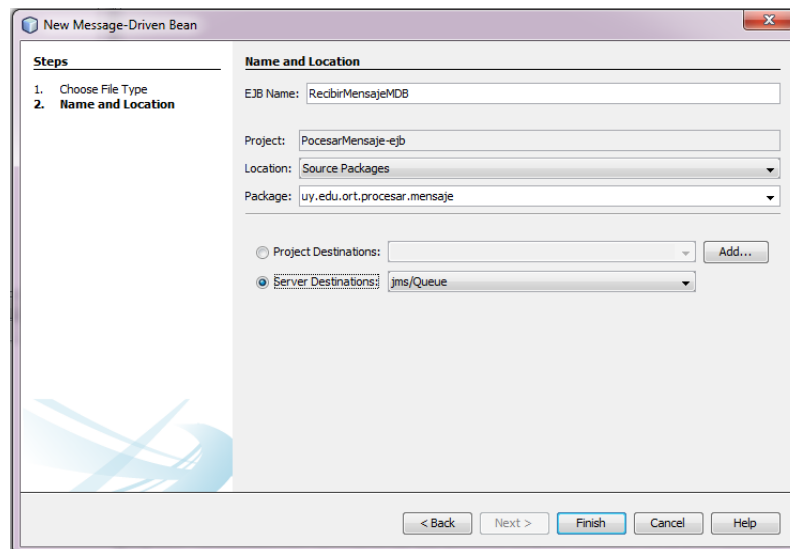 New Message-Driven Bean
Steps
1. Choose File Type
2. Name and Location
Name and Location
EJB Name: RecibirMensajeMDB
Project: PocesarMensaje-ejb
Location: Source Packages
Package: uy.edu.ort.procesar.mensaje
Project Destinations: Add...
Server Destinations: jms/Queue
< Back Next > Finish Cancel Help